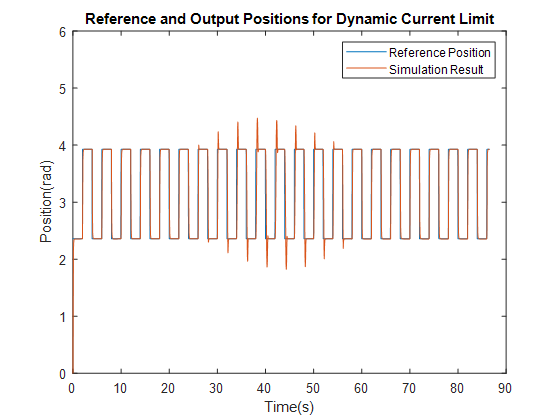 Reference and Output Positions for Dynamic Current Limit
6
5
4
3
2
1
0
Position(rad)
Reference Position
Simulation Result
0 10 20 30 40 50 60 70 80 90
Time(s)